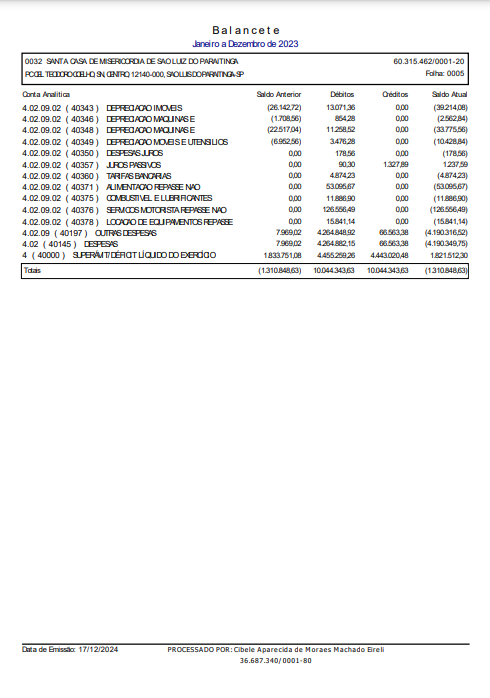 Balancete
Janeiro a Dezembro de 2023
0032 SANTA CASA DE MISERICORDIA DE SAO LUIZ DO PARAITINGA 60.315.462/0001-20
PC CEL. TEODORO COELHO, SN, CENTRO, 12140-000, SAO LUIS DO PARAITINGA-SP Folha: 0005
Conta Analítica Saldo Anterior Débitos Créditos Saldo Atual
4.02.09.02 ( 40343 ) DEPRECIACAO IMOVEIS (26.142,72) 13.071,36 0,00 (39.214,08)
4.02.09.02 ( 40346 ) DEPRECIACAO MAQUINAS E (1.708,56) 854,28 0,00 (2.562,84)
4.02.09.02 ( 40348 ) DEPRECIACAO MAQUINAS E (22.517,04) 11.258,52 0,00 (33.775,56)
4.02.09.02 ( 40349 ) DEPRECIACAO MOVEIS E UTENSILIOS (6.952,56) 3.476,28 0,00 (10.428,84)
4.02.09.02 ( 40350 ) DESPESAS JUROS 0,00 178,56 0,00 (178,56)
4.02.09.02 ( 40357 ) JUROS PASSIVOS 0,00 90,30 1.327,89 1.237,59
4.02.09.02 ( 40360 ) TARIFAS BANCARIAS 0,00 4.874,23 0,00 (4.874,23)
4.02.09.02 ( 40371 ) ALIMENTACAO REPASSE NAO 0,00 53.095,67 0,00 (53.095,67)
4.02.09.02 ( 40375 ) COMBUSTIVEL E LUBRIFICANTES 0,00 11.886,90 0,00 (11.886,90)
4.02.09.02 ( 40376 ) SERVICOS MOTORISTA REPASSE NAO 0,00 126.556,49 0,00 (126.556,49)
4.02.09.02 ( 40378 ) LOCACAO DE EQUIPAMENTOS REPASSE 0,00 15.841,14 0,00 (15.841,14)
4.02.09 ( 40197 ) OUTRAS DESPESAS 7.969,02 4.264.848,92 66.563,38 (4.190.316,52)
4.02 ( 40145 ) DESPESAS 7.969,02 4.264.882,15 66.563,38 (4.190.349,75)
4 ( 40000 ) SUPERÁVIT/DÉFICIT LÍQUIDO DO EXERCÍCIO 1.833.751,08 4.455.259,26 4.443.020,48 1.821.512,30
Totais (1.310.848,63) 10.044.343,63 10.044.343,63 (1.310.848,63)
Data de Emissão: 17/12/2024 PROCESSADO POR: Cibele Aparecida de Moraes Machado Eireli
36.687.340/0001-80